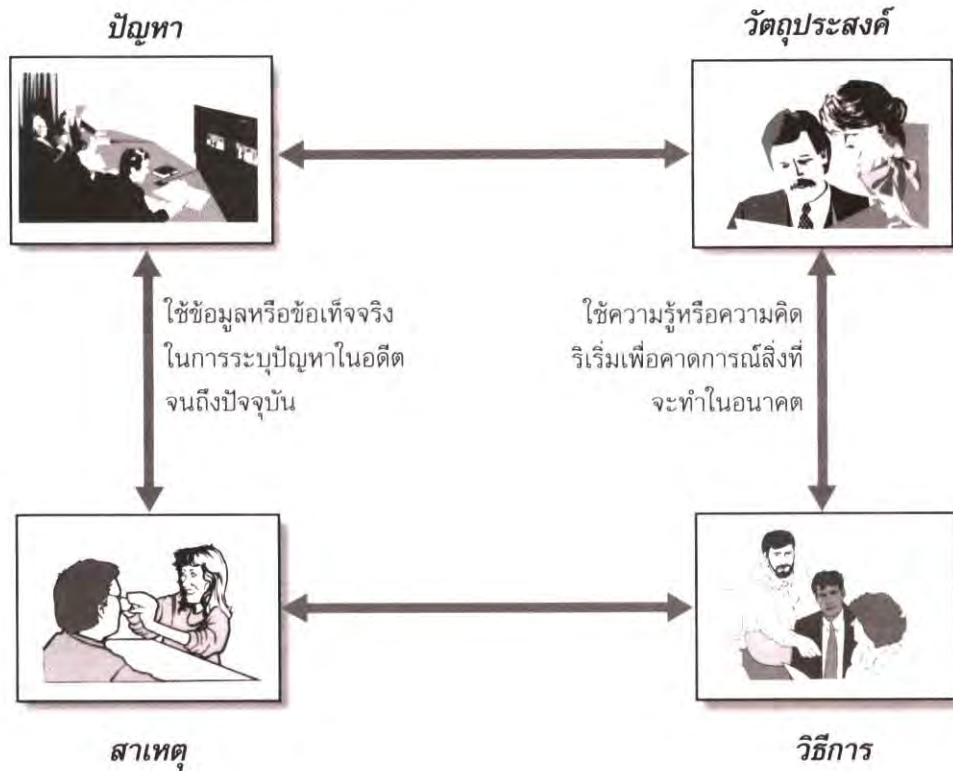 ปัญหา
วัตถุประสงค์
ใช้ข้อมูลหรือข้อเท็จจริง
ในการระบุปัญหาในอดีต
จนถึงปัจจุบัน
ใช้ความรู้หรือความคิด
ริเริ่มเพื่อคาดการณ์สิ่งที่
จะทำในอนาคต
สาเหตุ
วิธีการ